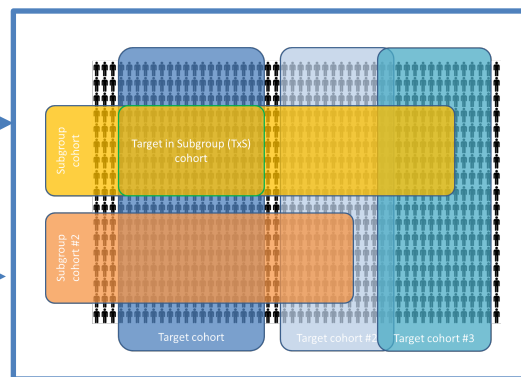 Subgroup
cohort
Target in Subgroup (TxS)
cohort
Subgroup
cohort #2
Target cohort
Target cohort #2
Target cohort #3